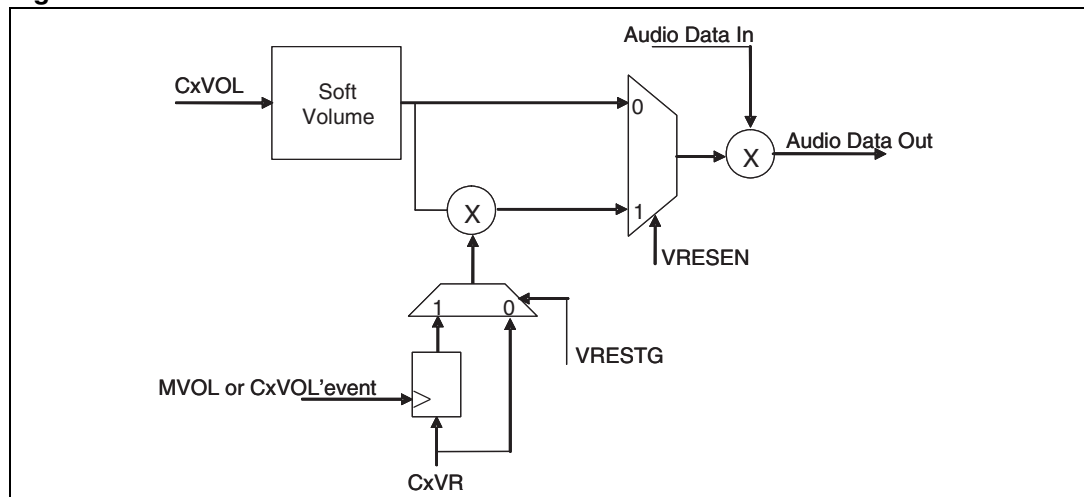 Audio Data In
CxVOL
Soft
Volume
0
X
Audio Data Out
X
1
VRESEN
1
0
VRESTG
MVOL or CxVOL'event
CxVR